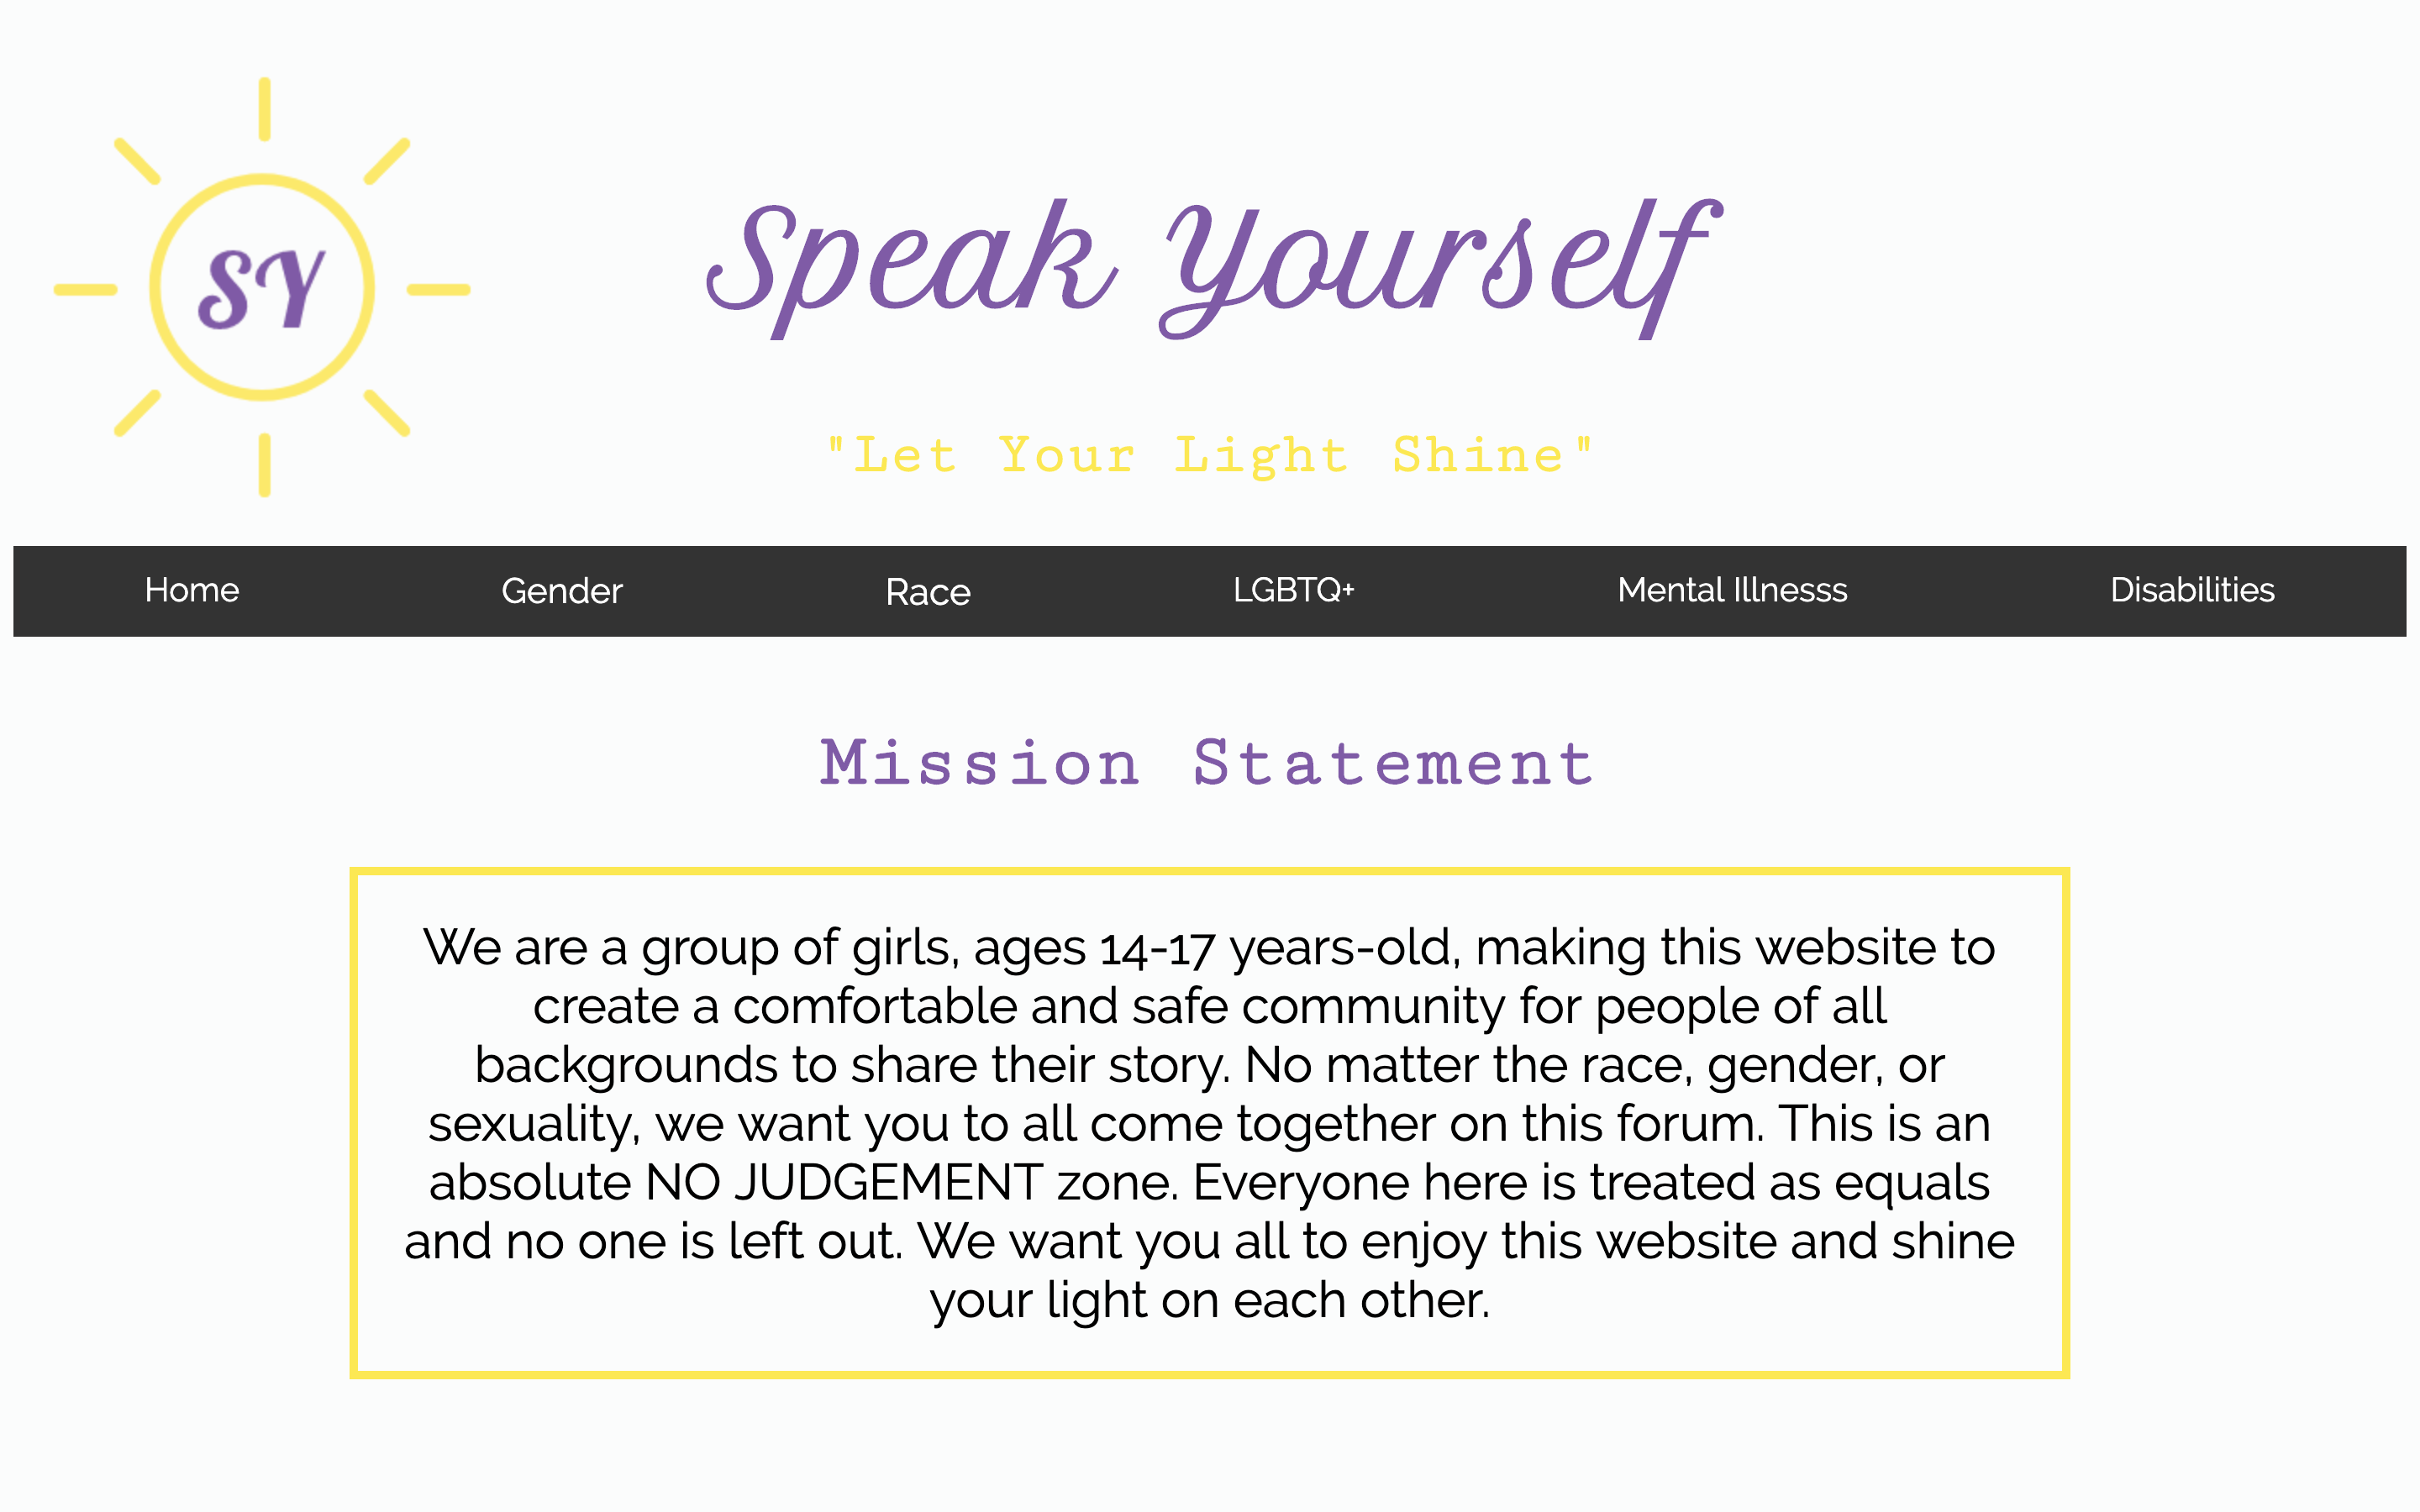 SY
Speak Yourself
"Let Your Light Shine"
Home Gender Race LGBTQ+ Mental Illnesss Disabilities
Mission Statement
We are a group of girls, ages 14-17 years-old, making this website to
create a comfortable and safe community for people of all
backgrounds to share their story. No matter the race, gender, or
sexuality, we want you to all come together on this forum. This is an
absolute NO JUDGEMENT zone. Everyone here is treated as equals
and no one is left out. We want you all to enjoy this website and shine
your light on each other.